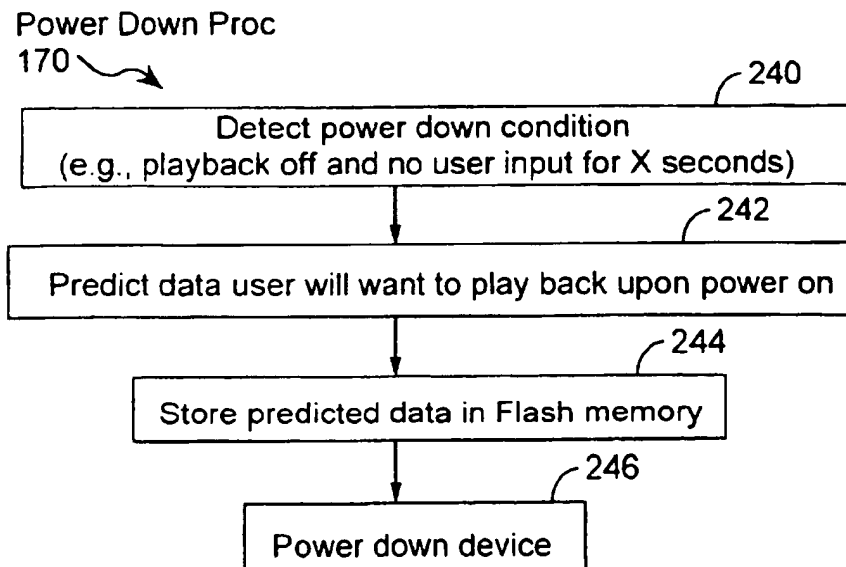 Power Down Proc
170
240
Detect power down condition
(e.g., playback off and no user input for X seconds)
242
Predict data user will want to play back upon power on
244
Store predicted data in Flash memory
246
Power down device